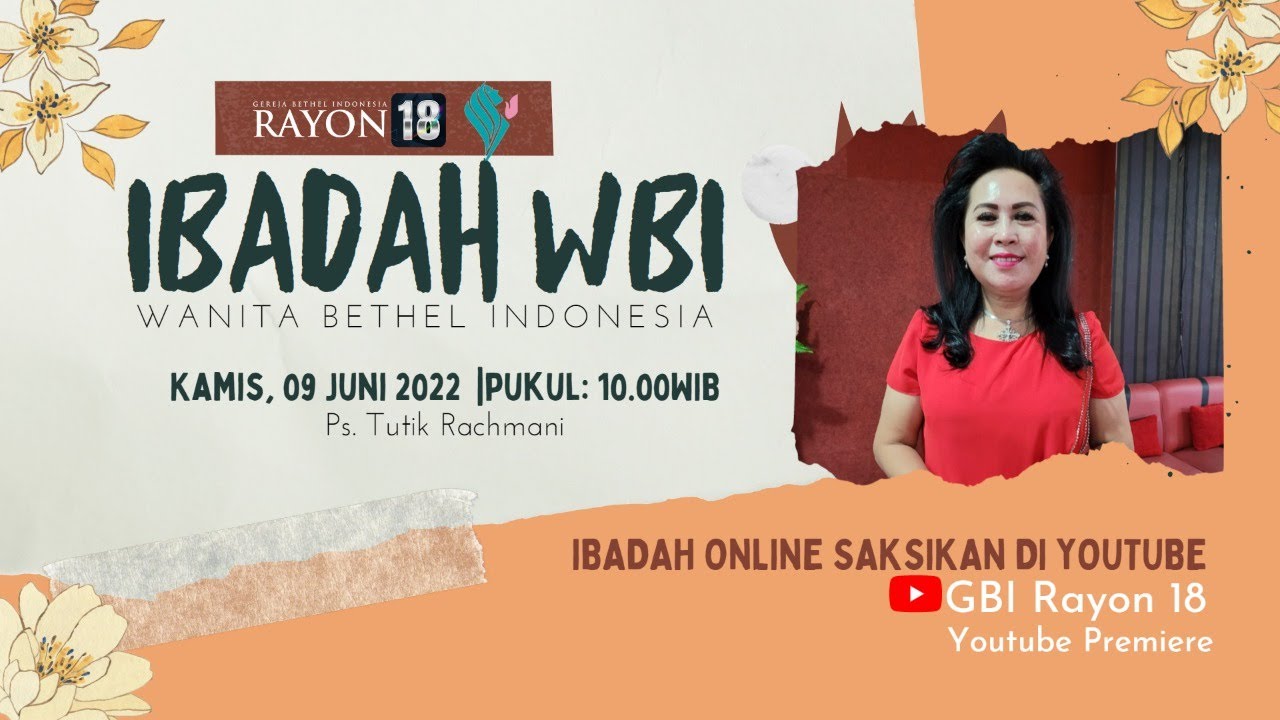 GEREJA BETHEL INDONESIA
RAYON 18
IBADAH WBI
WANITA BETHEL INDONESIA
KAMIS, 09 JUNI 2022 |PUKUL: 10.00WIB
Ps. Tutik Rachmani
IBADAH ONLINE SAKSIKAN DI YOUTUBE
GBI Rayon 18
Youtube Premiere